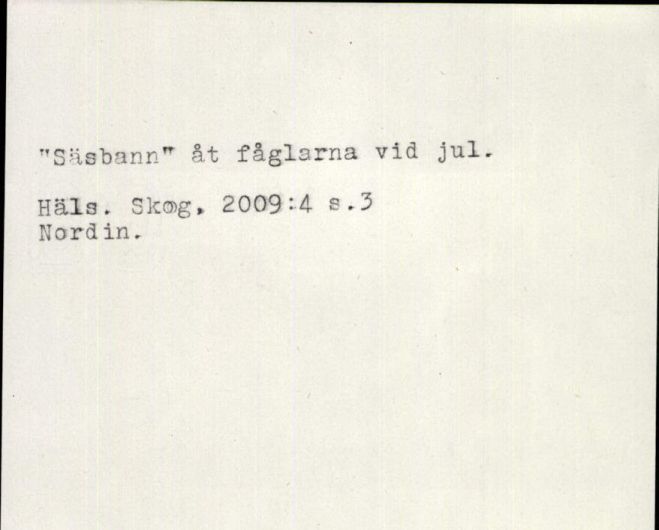 "Säsbann" åt fåglarna vid jul.
Häls. Skog, 2009:4 s.3
Nordin.